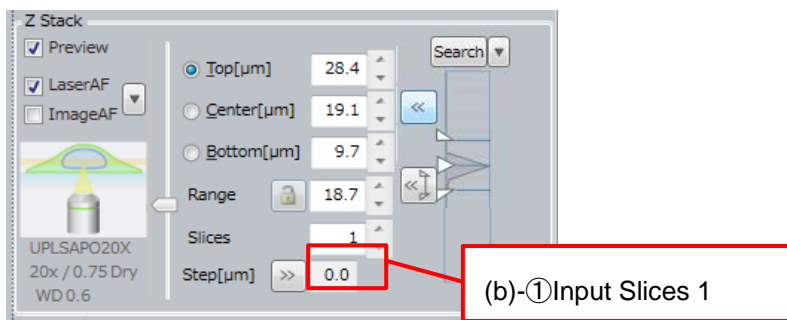 Z Stack
Preview
LaserAF
ImageAF
UPLSAPO20X
20x / 0.75 Dry
WD 0.6
Top[µm] 28.4
Center[µm] 19.1
Bottom[µm] 9.7
Range 18.7
Slices 1
Step[µm] >> 0.0
Search
<<
<<
(b)-①Input Slices 1